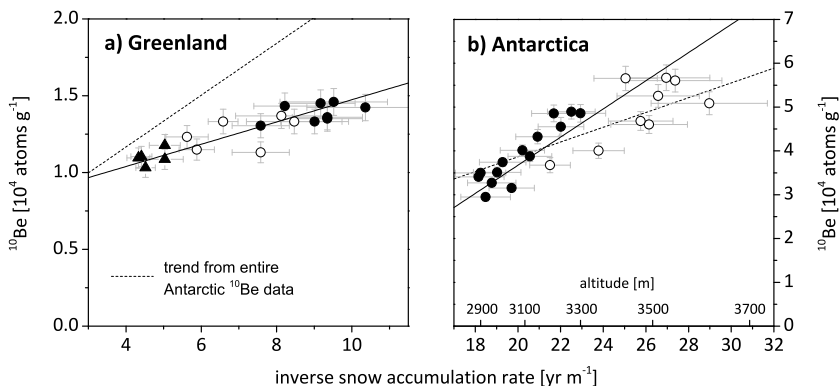 a) Greenland
b) Antarctica
2.0
1.5
1.0
0.5
0.0
¹⁰Be [10⁴ atoms g⁻¹]
trend from entire
Antarctic ¹⁰Be data
4 6 8 10
7
6
5
4
3
2
1
0
¹⁰Be [10⁴ atoms g⁻¹]
altitude [m]
2900 3100 3300 3500 3700
18 20 22 24 26 28 30 32
inverse snow accumulation rate [yr m⁻¹]